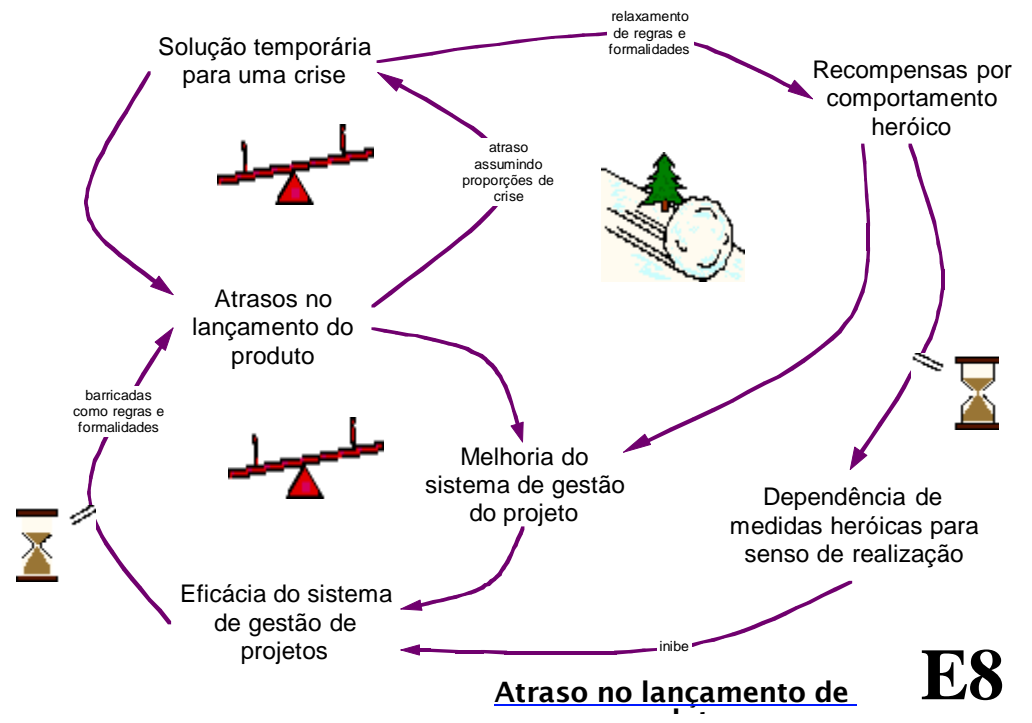 relaxamento
de regras e
formalidades
Solução temporária
para uma crise
Recompensas por
comportamento
heróico
atraso
assumindo
proporções de
crise
Atrasos no
lançamento do
produto
barricadas
como regras e
formalidades
Melhoria do
sistema de gestão
do projeto
Dependência de
medidas heróicas para
senso de realização
Eficácia do sistema
de gestão de
projetos
inibe
E8
Atraso no lançamento de